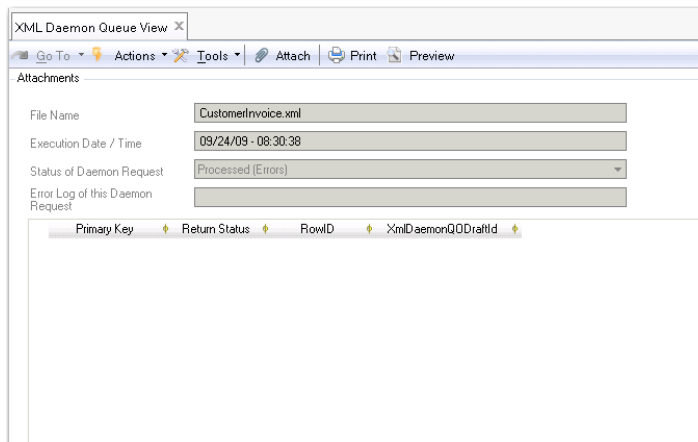 XML Daemon Queue View X
Go To Actions Tools Attach Print Preview
Attachments
File Name CustomerInvoice.xml
Execution Date / Time 09/24/09 - 08:30:38
Status of Daemon Request Processed (Errors)
Error Log of this Daemon
Request
Primary Key Return Status RowID XmlDaemonQODraftId